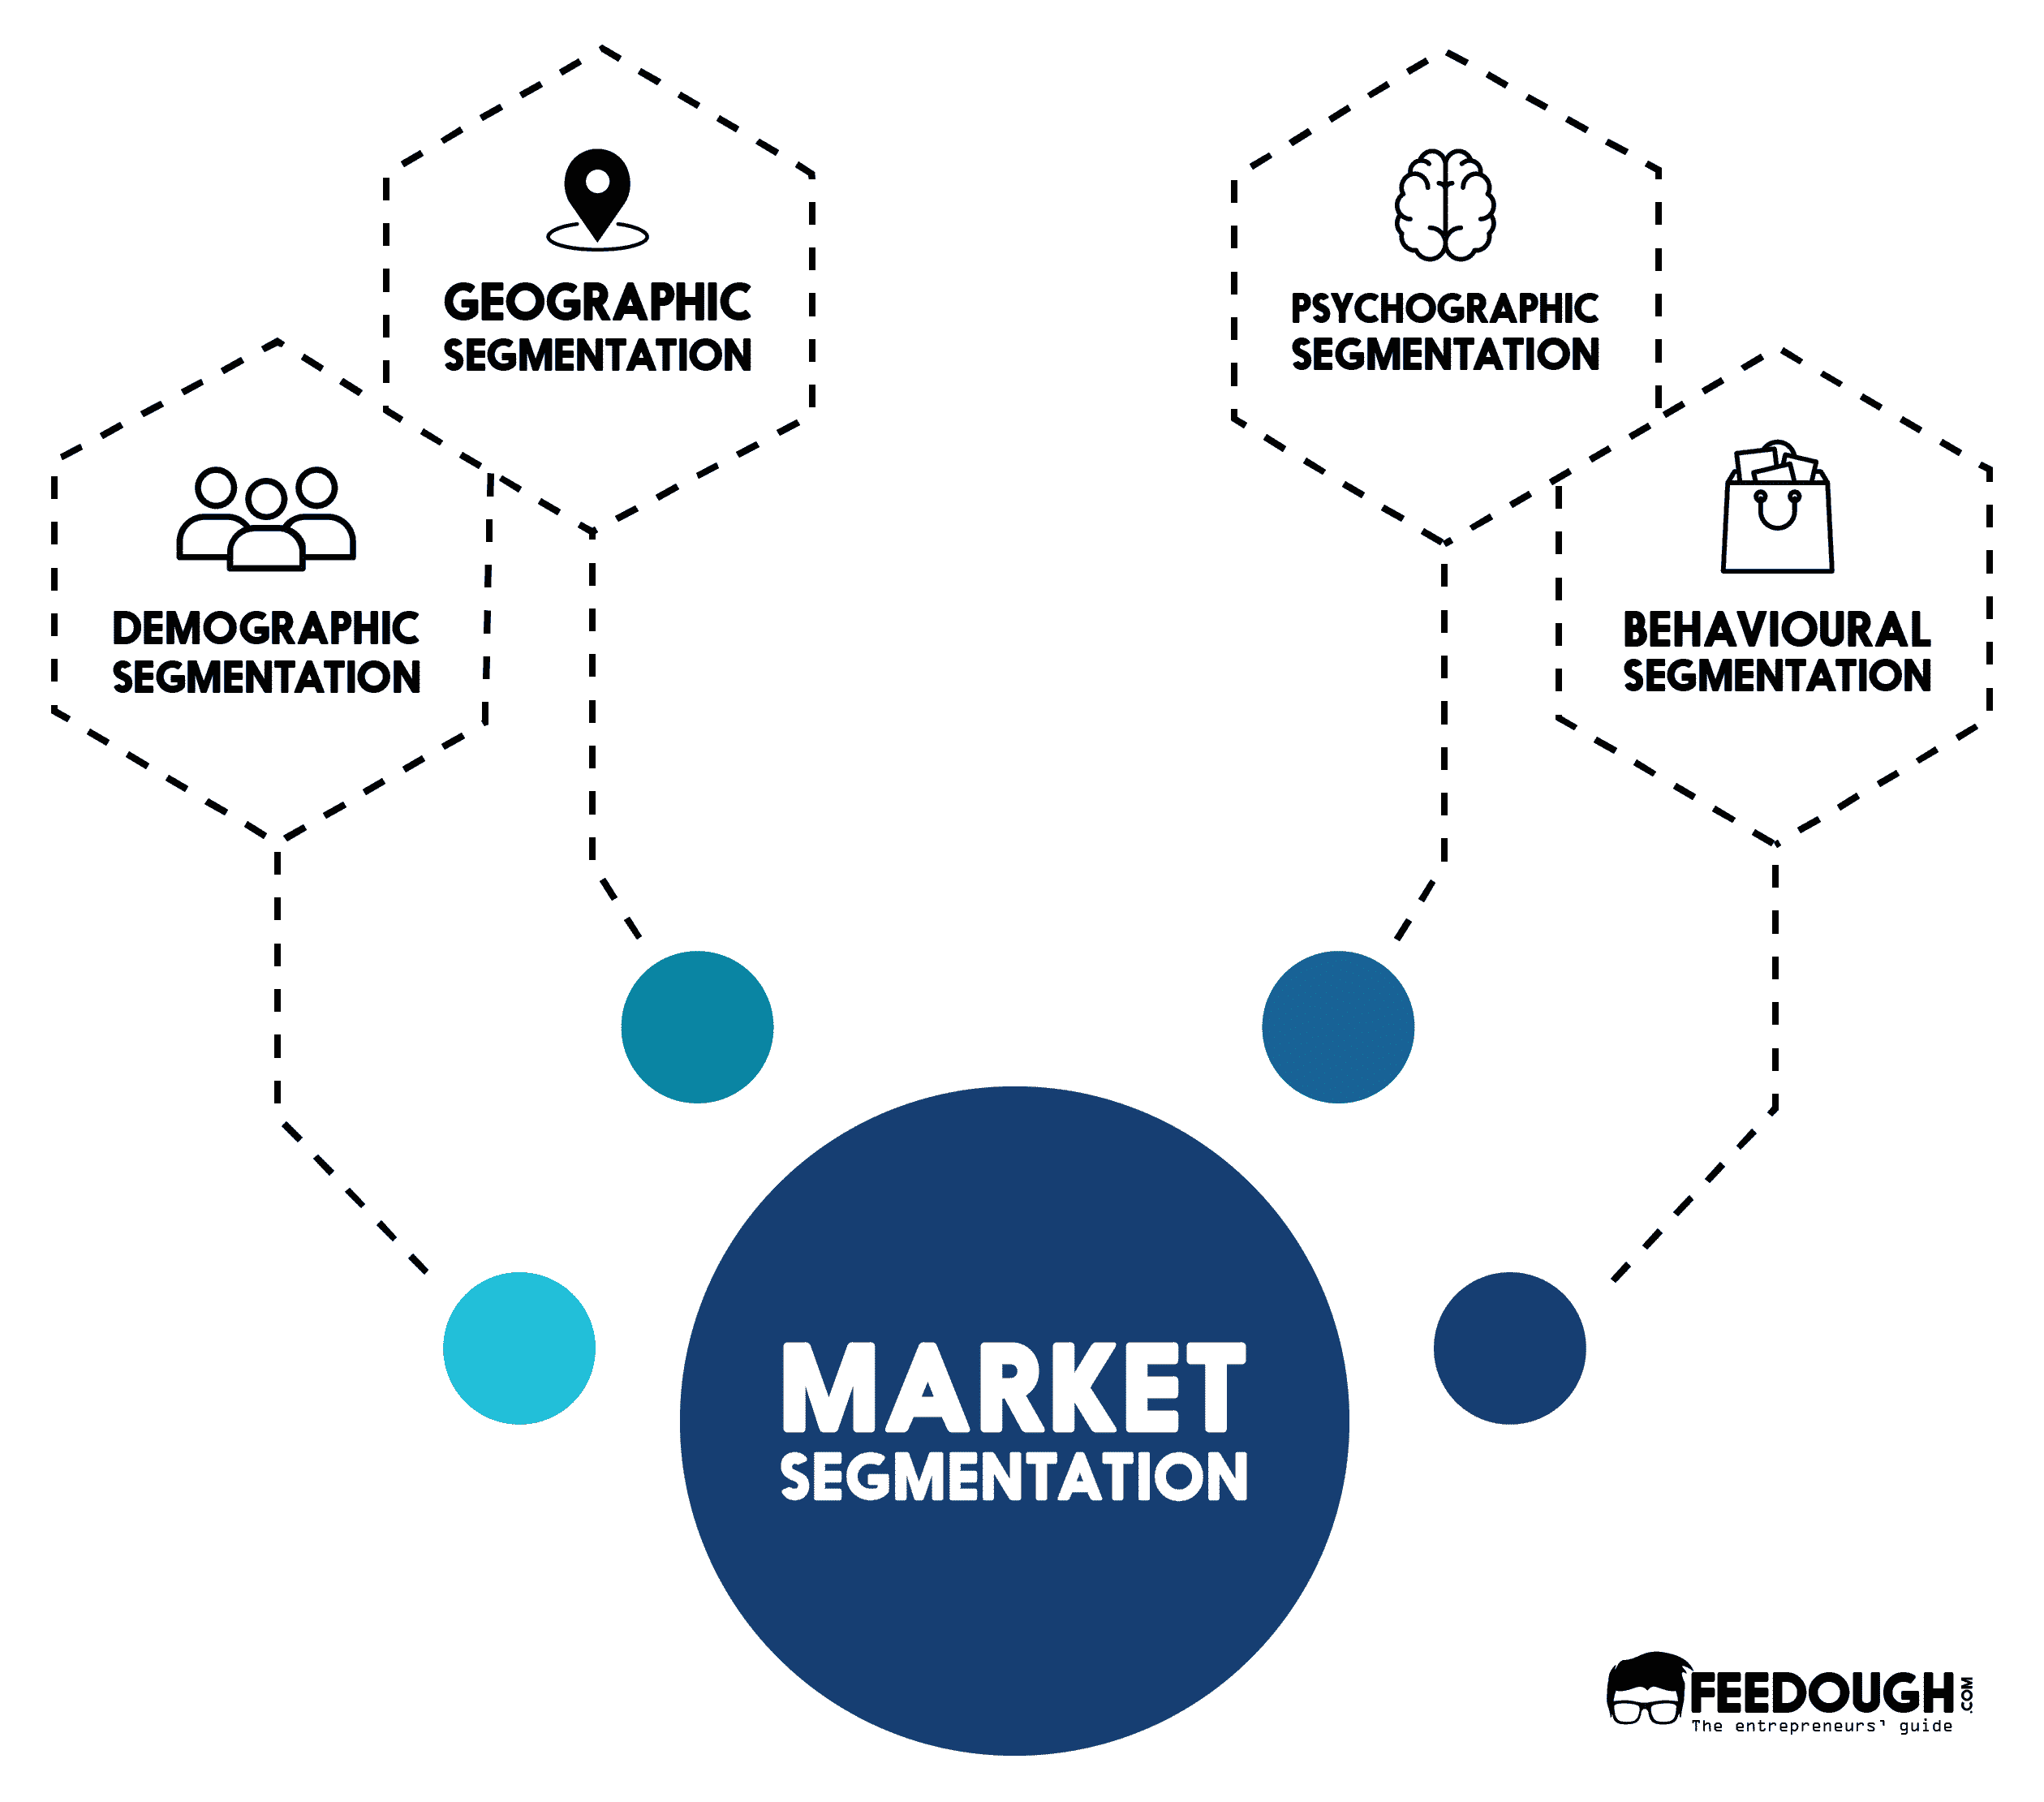 GEOGRAPHIC
SEGMENTATION
PSYCHOGRAPHIC
SEGMENTATION
DEMOGRAPHIC
SEGMENTATION
BEHAVIOURAL
SEGMENTATION
MARKET
SEGMENTATION
FEEDOUGH.COM
The entrepreneurs' guide